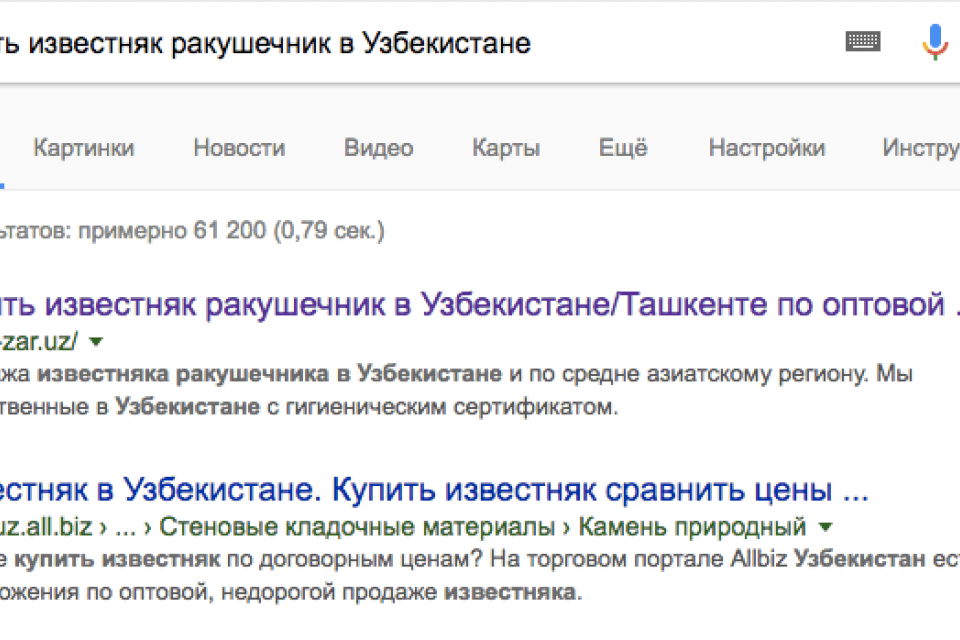 ть известняк ракушечник в Узбекистане
Картинки Новости Видео Карты Ещё Настройки Инстру
ьтатов: примерно 61 200 (0,79 сек.)
ть известняк ракушечник в Узбекистане/Ташкенте по оптовой .
-zar.uz/
жа известняка ракушечника в Узбекистане и по средне азиатскому региону. Мы
твенные в Узбекистане с гигиеническим сертификатом.
естняк в Узбекистане. Купить известняк сравнить цены ...
uz.all.biz › ... › Стеновые кладочные материалы › Камень природный
е купить известняк по договорным ценам? На торговом портале Allbiz Узбекистан ест
ожения по оптовой, недорогой продаже известняка.